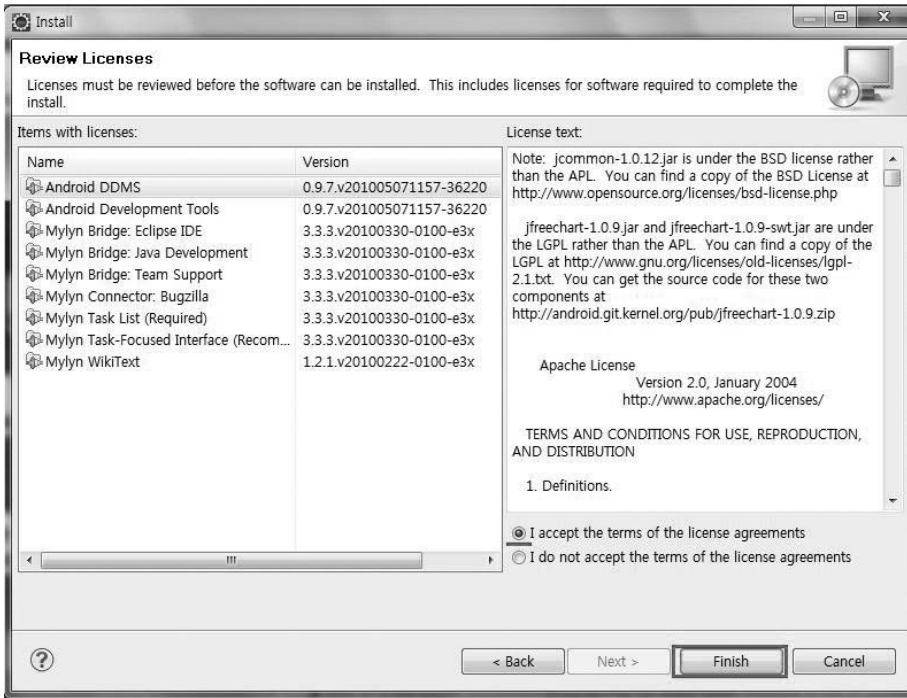 Install
Review Licenses
Licenses must be reviewed before the software can be installed. This includes licenses for software required to complete the
install.
Items with licenses:
Name Version
Android DDMS 0.9.7.v201005071157-36220
Android Development Tools 0.9.7.v201005071157-36220
Mylyn Bridge: Eclipse IDE 3.3.3.v20100330-0100-e3x
Mylyn Bridge: Java Development 3.3.3.v20100330-0100-e3x
Mylyn Bridge: Team Support 3.3.3.v20100330-0100-e3x
Mylyn Connector: Bugzilla 3.3.3.v20100330-0100-e3x
Mylyn Task List (Required) 3.3.3.v20100330-0100-e3x
Mylyn Task-Focused Interface (Recom... 3.3.3.v20100330-0100-e3x
Mylyn WikiText 1.2.1.v20100222-0100-e3x
License text:
Note: jcommon-1.0.12.jar is under the BSD license rather
than the APL. You can find a copy of the BSD License at
http://www.opensource.org/licenses/bsd-license.php
jfreechart-1.0.9.jar and jfreechart-1.0.9-swt.jar are under
the LGPL rather than the APL. You can find a copy of the
LGPL at http://www.gnu.org/licenses/old-licenses/lgpl-
2.1.txt. You can get the source code for these two
components at
http://android.git.kernel.org/pub/jfreechart-1.0.9.zip
Apache License
Version 2.0, January 2004
http://www.apache.org/licenses/
TERMS AND CONDITIONS FOR USE, REPRODUCTION,
AND DISTRIBUTION
1. Definitions.
I accept the terms of the license agreements
I do not accept the terms of the license agreements
? < Back Next > Finish Cancel